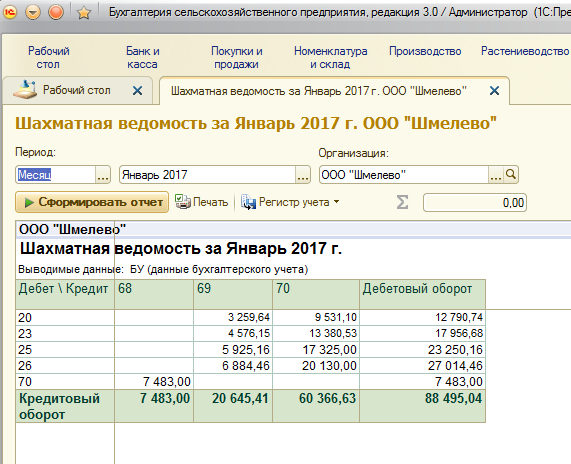 Бухгалтерия сельскохозяйственного предприятия, редакция 3.0 / Администратор (1С:Пре
Рабочий стол
Банк и касса
Покупки и продажи
Номенклатура и склад
Производство
Растениеводство
Рабочий стол
Шахматная ведомость за Январь 2017 г. ООО "Шмелево"
Шахматная ведомость за Январь 2017 г. ООО "Шмелево"
Период: Организация:
Месяц ... Январь 2017 ... ООО "Шмелево" ...
Сформировать отчет Печать Регистр учета Σ 0,00
ООО "Шмелево"
Шахматная ведомость за Январь 2017 г.
Выводимые данные: БУ (данные бухгалтерского учета)
Дебет \ Кредит 68 69 70 Дебетовый оборот
20 3 259,64 9 531,10 12 790,74
23 4 576,15 13 380,53 17 956,68
25 5 925,16 17 325,00 23 250,16
26 6 884,46 20 130,00 27 014,46
70 7 483,00 7 483,00
Кредитовый оборот 7 483,00 20 645,41 60 366,63 88 495,04